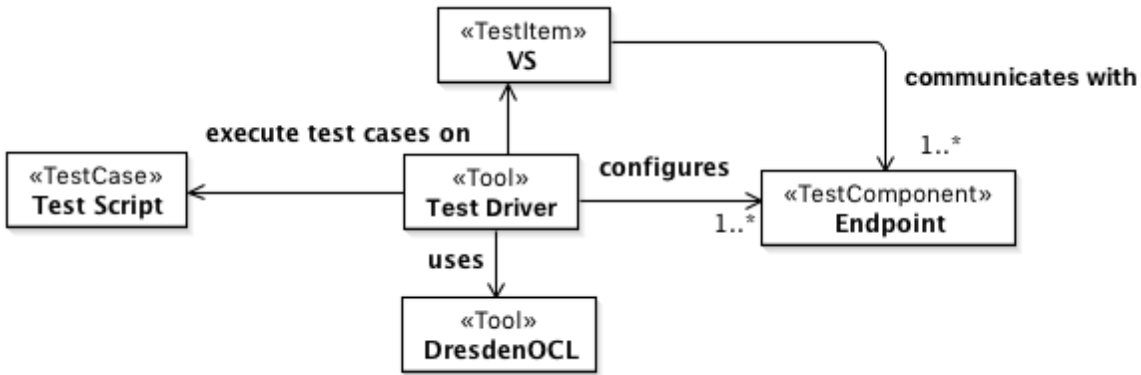 «TestItem»
VS
communicates with
execute test cases on
1..*
«TestCase»
Test Script
«Tool»
Test Driver
configures
1..*
«TestComponent»
Endpoint
uses
«Tool»
DresdenOCL